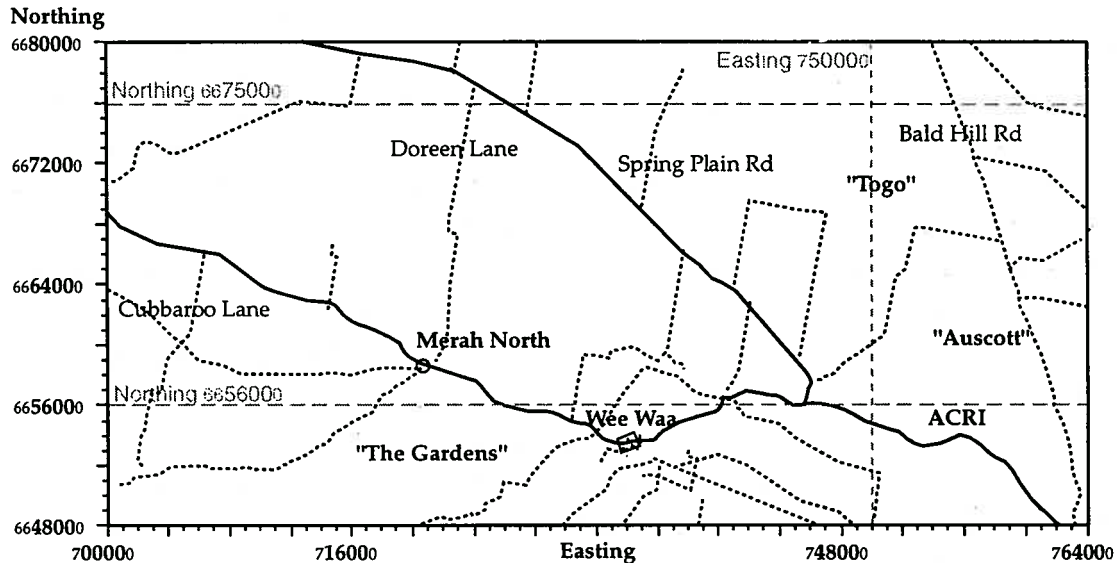 Northing
6680000
Easting 750000
Northing 6675000
Bald Hill Rd
Doreen Lane
Spring Plain Rd
6672000
"Togo"
6664000
Cubbaroo Lane
Merah North
"Auscott"
Northing 6656000
6656000
Wee Waa
ACRI
"The Gardens"
6648000
700000
716000
Easting
748000
764000